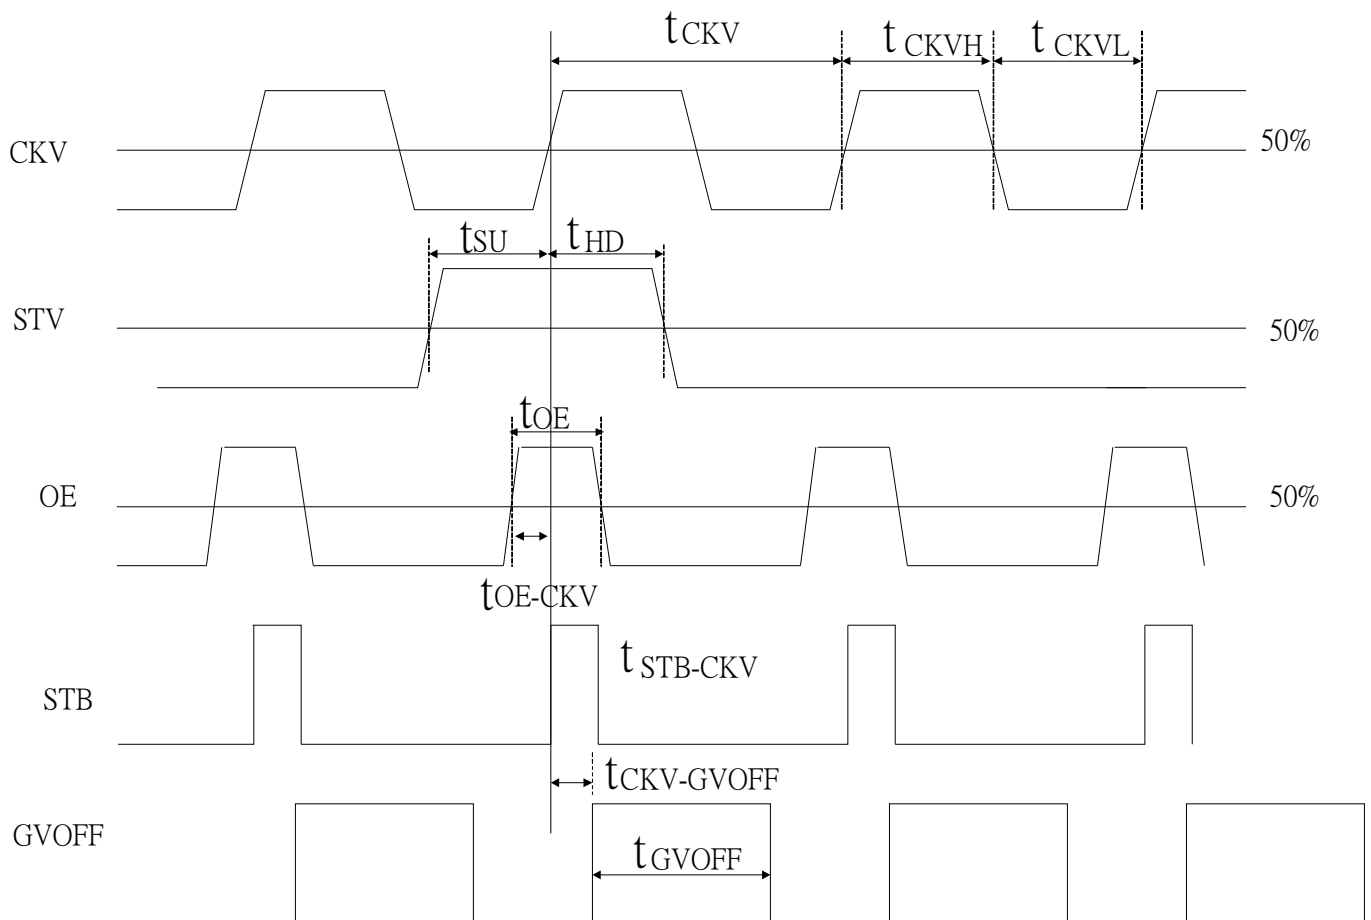 tCKV
tCKVH
tCKVL
CKV
50%
tSU
tHD
STV
50%
tOE
OE
50%
tOE-CKV
tSTB-CKV
STB
tCKV-GVOFF
GVOFF
tGVOFF